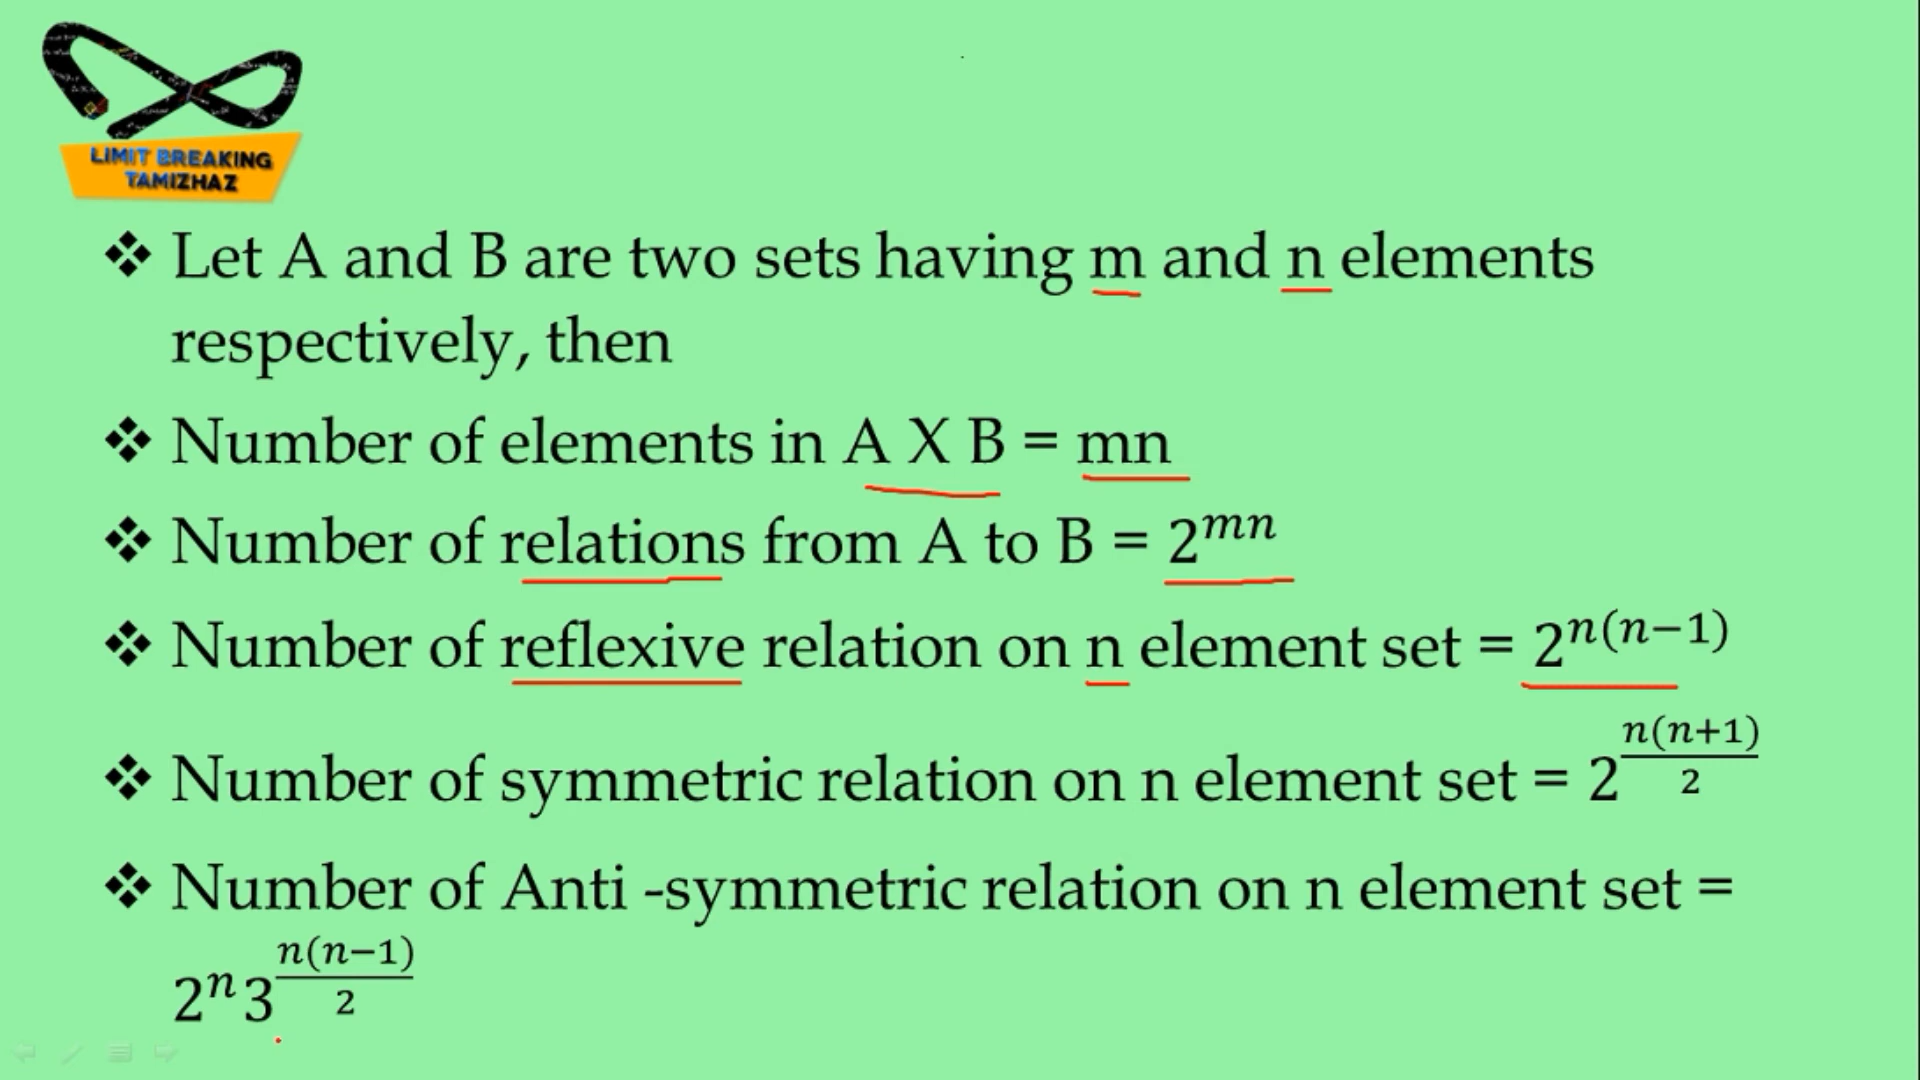 LIMIT BREAKING
TAMIZHAZ
❖ Let A and B are two sets having m and n elements
respectively, then
❖ Number of elements in A X B = mn
❖ Number of relations from A to B = 2^{mn}
❖ Number of reflexive relation on n element set = 2^{n(n−1)}
❖ Number of symmetric relation on n element set = 2^{\frac{n(n+1)}{2}}
❖ Number of Anti -symmetric relation on n element set =
2^{n}3^{\frac{n(n−1)}{2}}